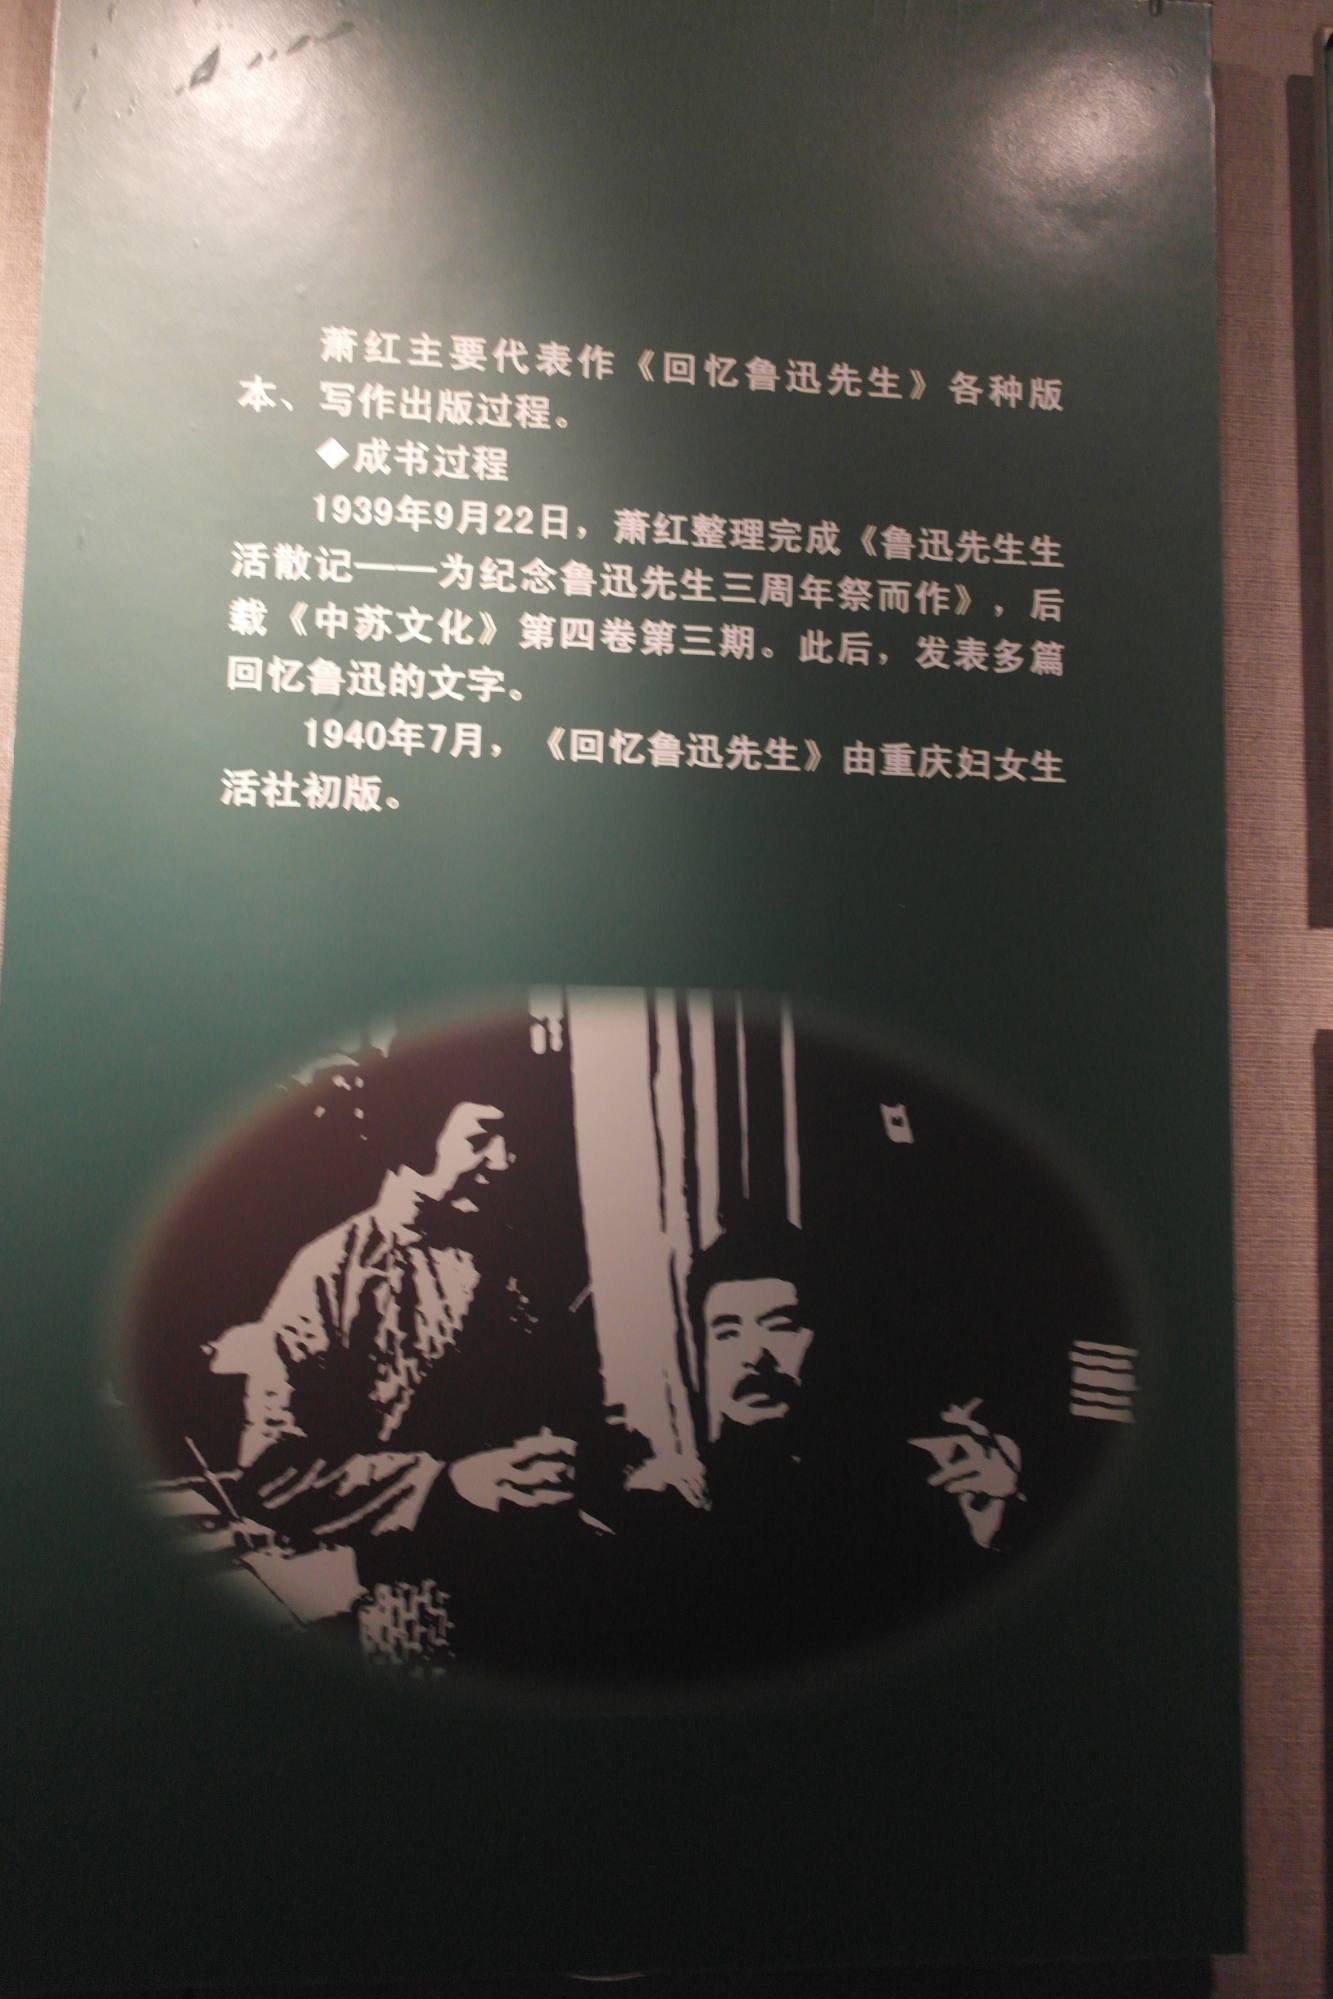 萧红主要代表作《回忆鲁迅先生》各种版
本、写作出版过程。
◆成书过程
1939年9月22日，萧红整理完成《鲁迅先生生
活散记——为纪念鲁迅先生三周年祭而作》，后
载《中苏文化》第四卷第三期。此后，发表多篇
回忆鲁迅的文字。
1940年7月，《回忆鲁迅先生》由重庆妇女生
活社初版。